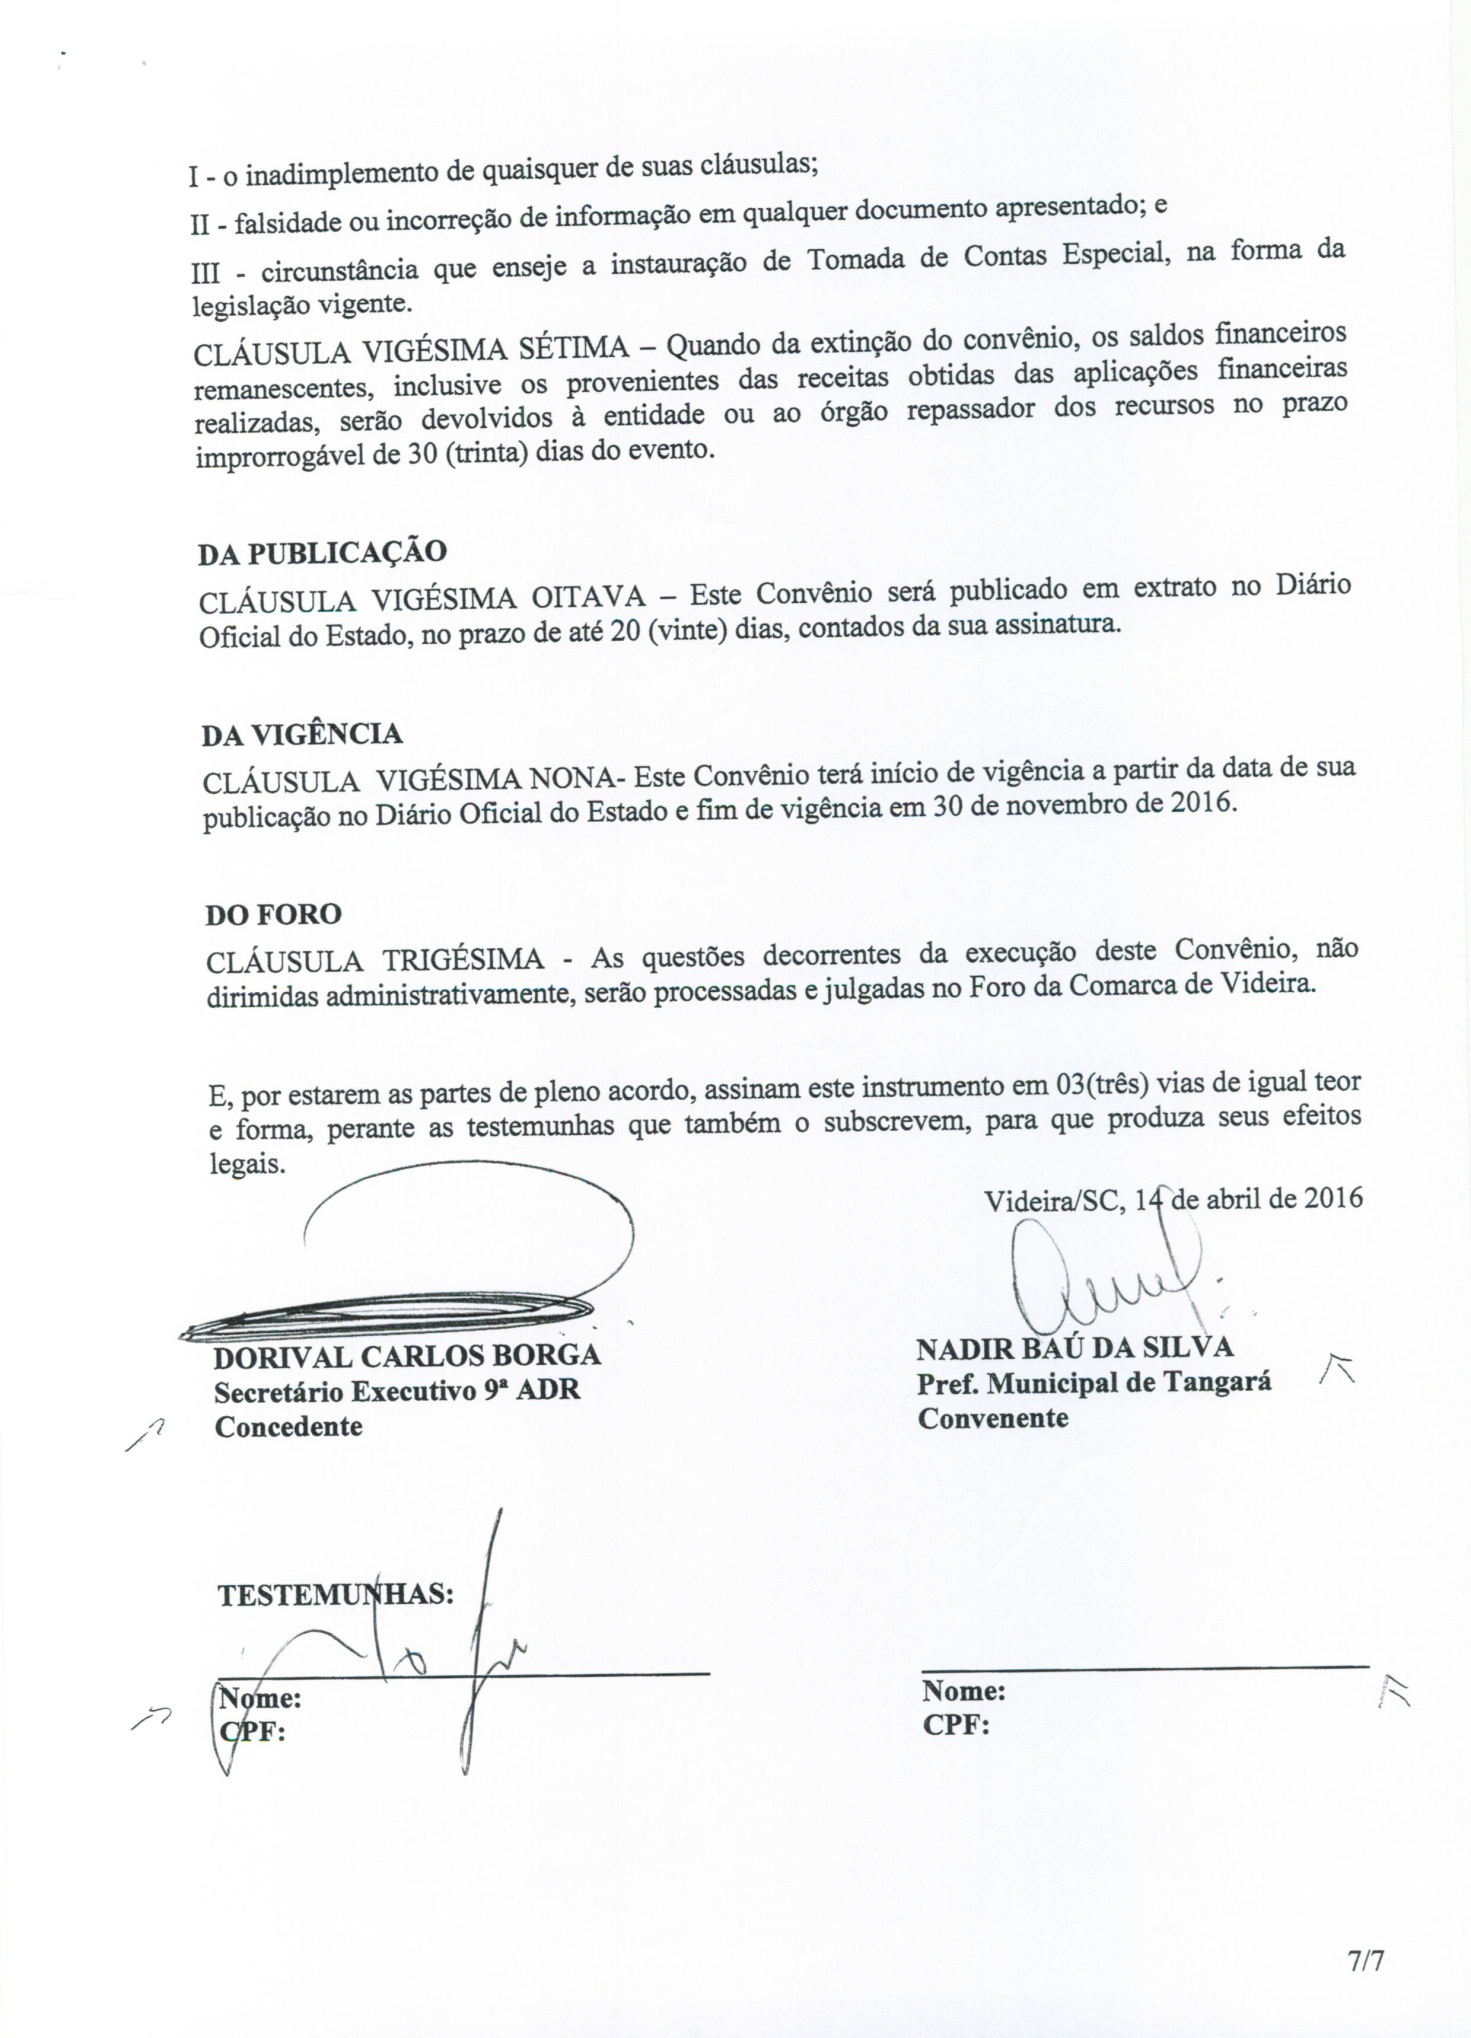 I - o inadimplemento de quaisquer de suas cláusulas;
II - falsidade ou incorreção de informação em qualquer documento apresentado; e
III - circunstância que enseje a instauração de Tomada de Contas Especial, na forma da
legislação vigente.
CLÁUSULA VIGÉSIMA SÉTIMA – Quando da extinção do convênio, os saldos financeiros
remanescentes, inclusive os provenientes das receitas obtidas das aplicações financeiras
realizadas, serão devolvidos à entidade ou ao órgão repassador dos recursos no prazo
improrrogável de 30 (trinta) dias do evento.
DA PUBLICAÇÃO
CLÁUSULA VIGÉSIMA OITAVA – Este Convênio será publicado em extrato no Diário
Oficial do Estado, no prazo de até 20 (vinte) dias, contados da sua assinatura.
DA VIGÊNCIA
CLÁUSULA VIGÉSIMA NONA- Este Convênio terá início de vigência a partir da data de sua
publicação no Diário Oficial do Estado e fim de vigência em 30 de novembro de 2016.
DO FORO
CLÁUSULA TRIGÉSIMA - As questões decorrentes da execução deste Convênio, não
dirimidas administrativamente, serão processadas e julgadas no Foro da Comarca de Videira.
E, por estarem as partes de pleno acordo, assinam este instrumento em 03(três) vias de igual teor
e forma, perante as testemunhas que também o subscrevem, para que produza seus efeitos
legais.
Videira/SC, 14 de abril de 2016
DORIVAL CARLOS BORGA
Secretário Executivo 9ª ADR
Concedente
NADIR BAÚ DA SILVA
Pref. Municipal de Tangará
Convenente
TESTEMUNHAS:
Nome:
CPF:
Nome:
CPF:
7/7